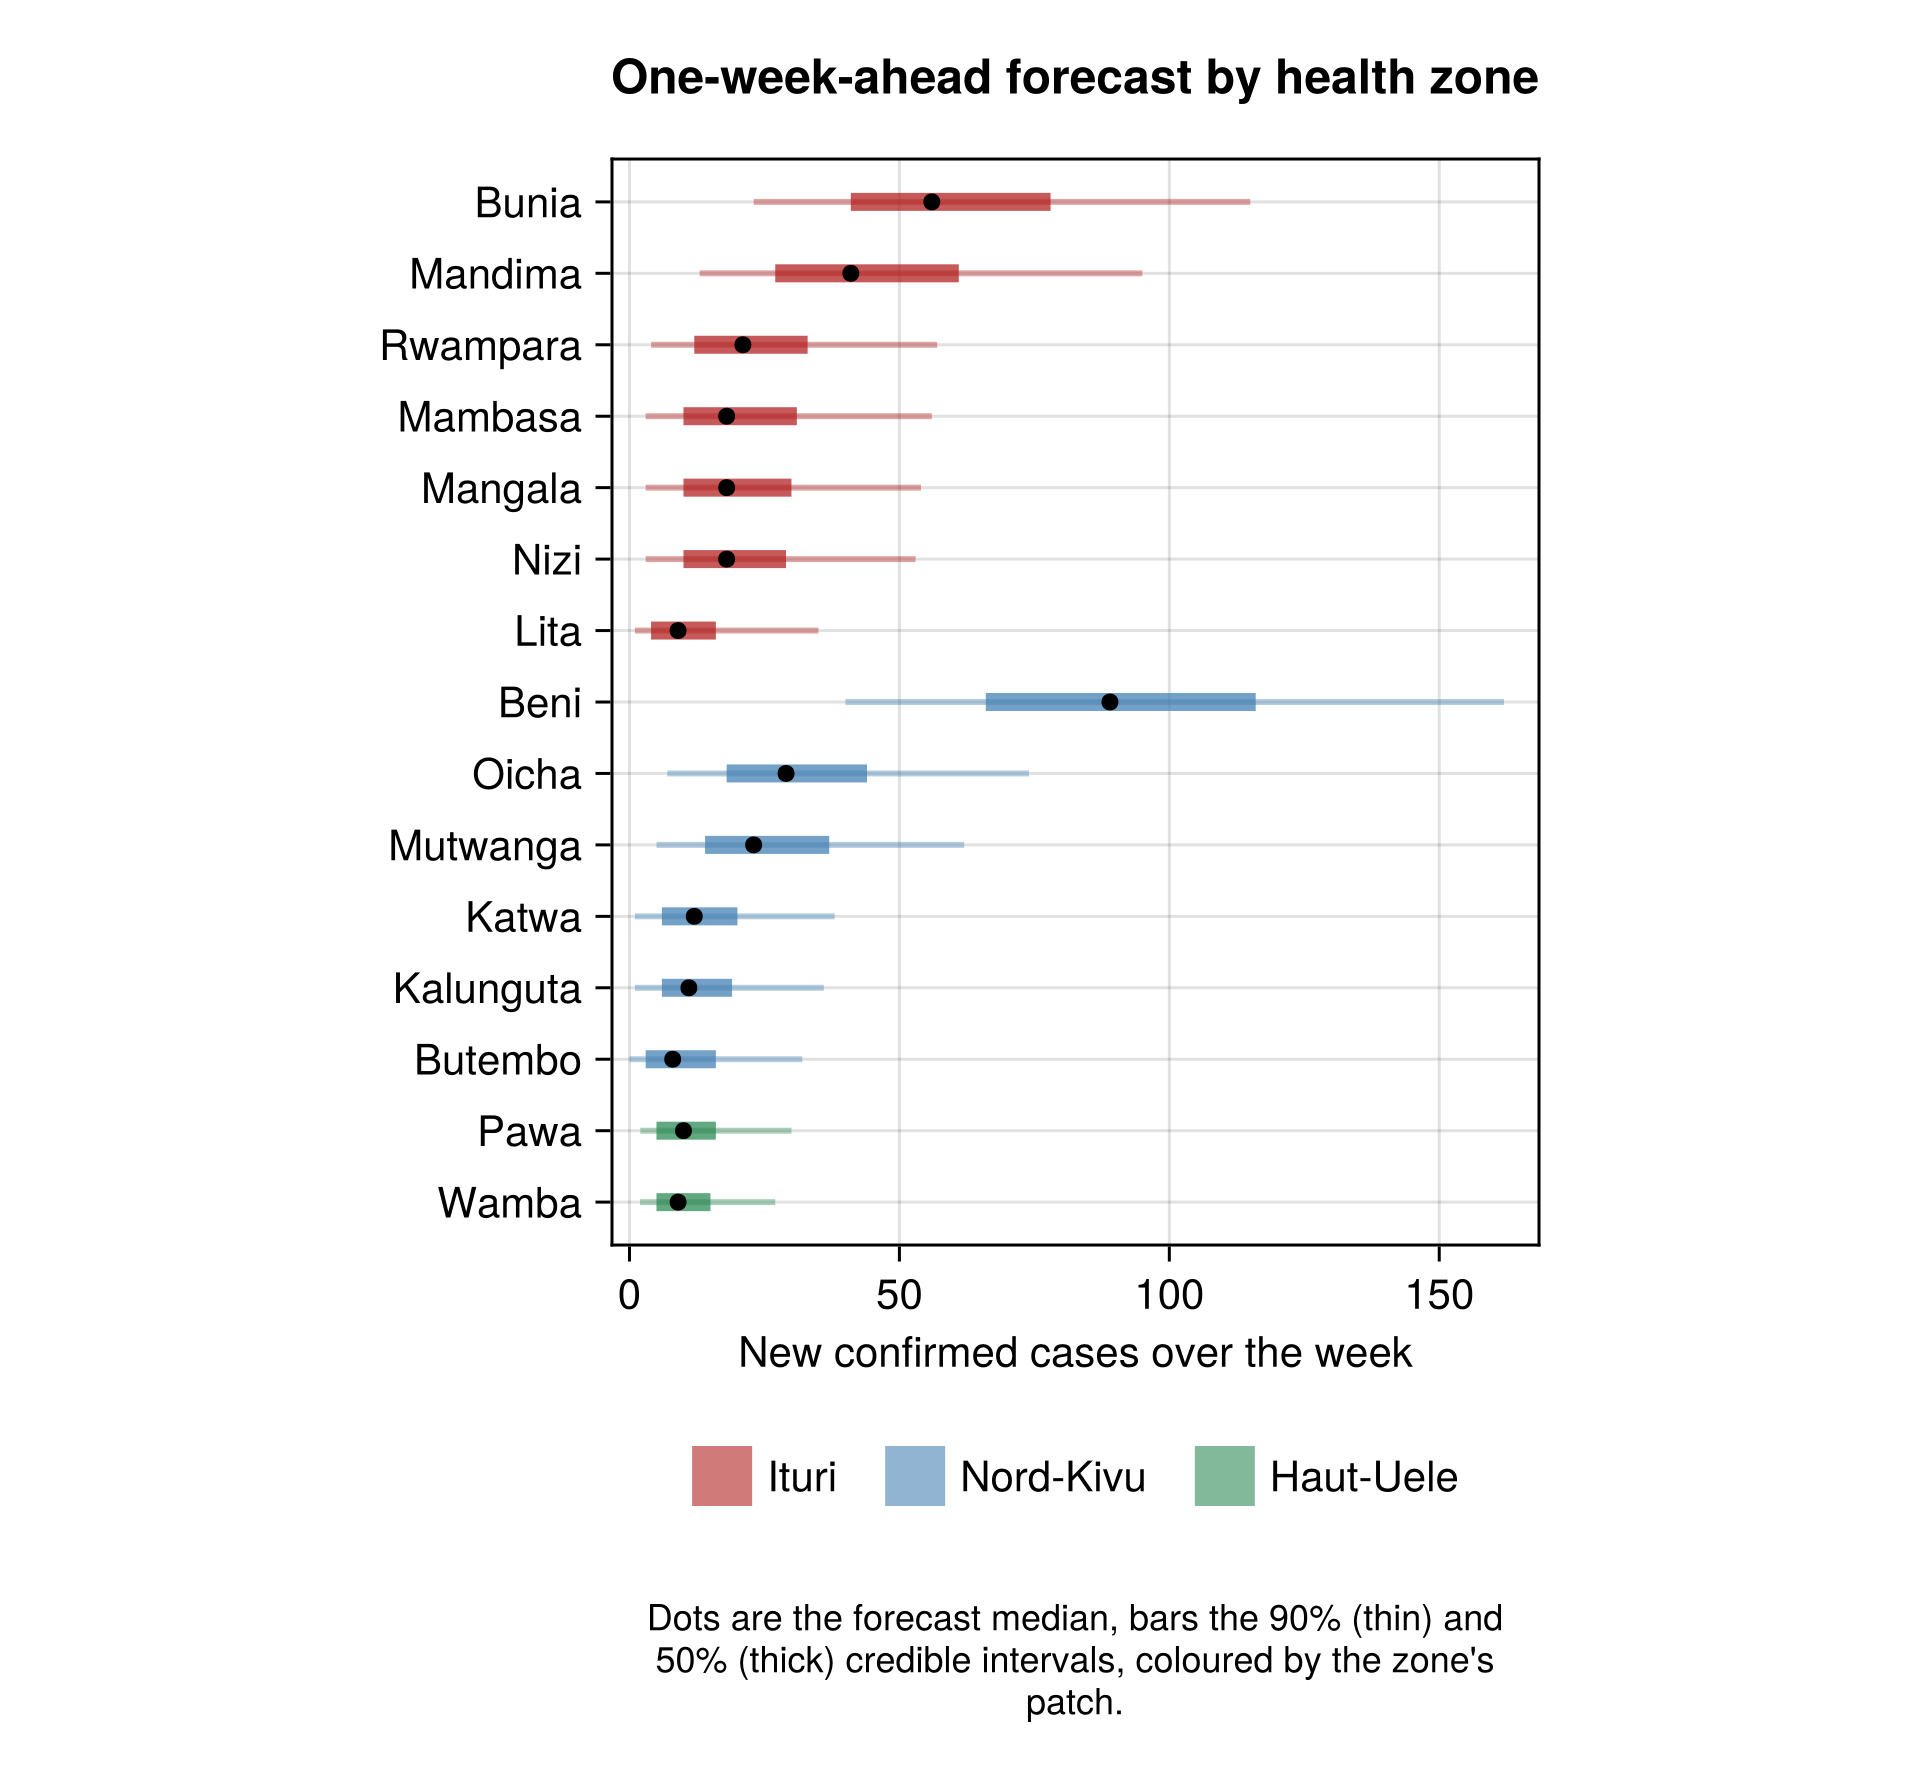 One-week-ahead forecast by health zone
Bunia
Mandima
Rwampara
Mambasa
Mangala
Nizi
Lita
Beni
Oicha
Mutwanga
Katwa
Kalunguta
Butembo
Pawa
Wamba
0 50 100 150
New confirmed cases over the week
Ituri Nord-Kivu Haut-Uele
Dots are the forecast median, bars the 90% (thin) and
50% (thick) credible intervals, coloured by the zone's
patch.